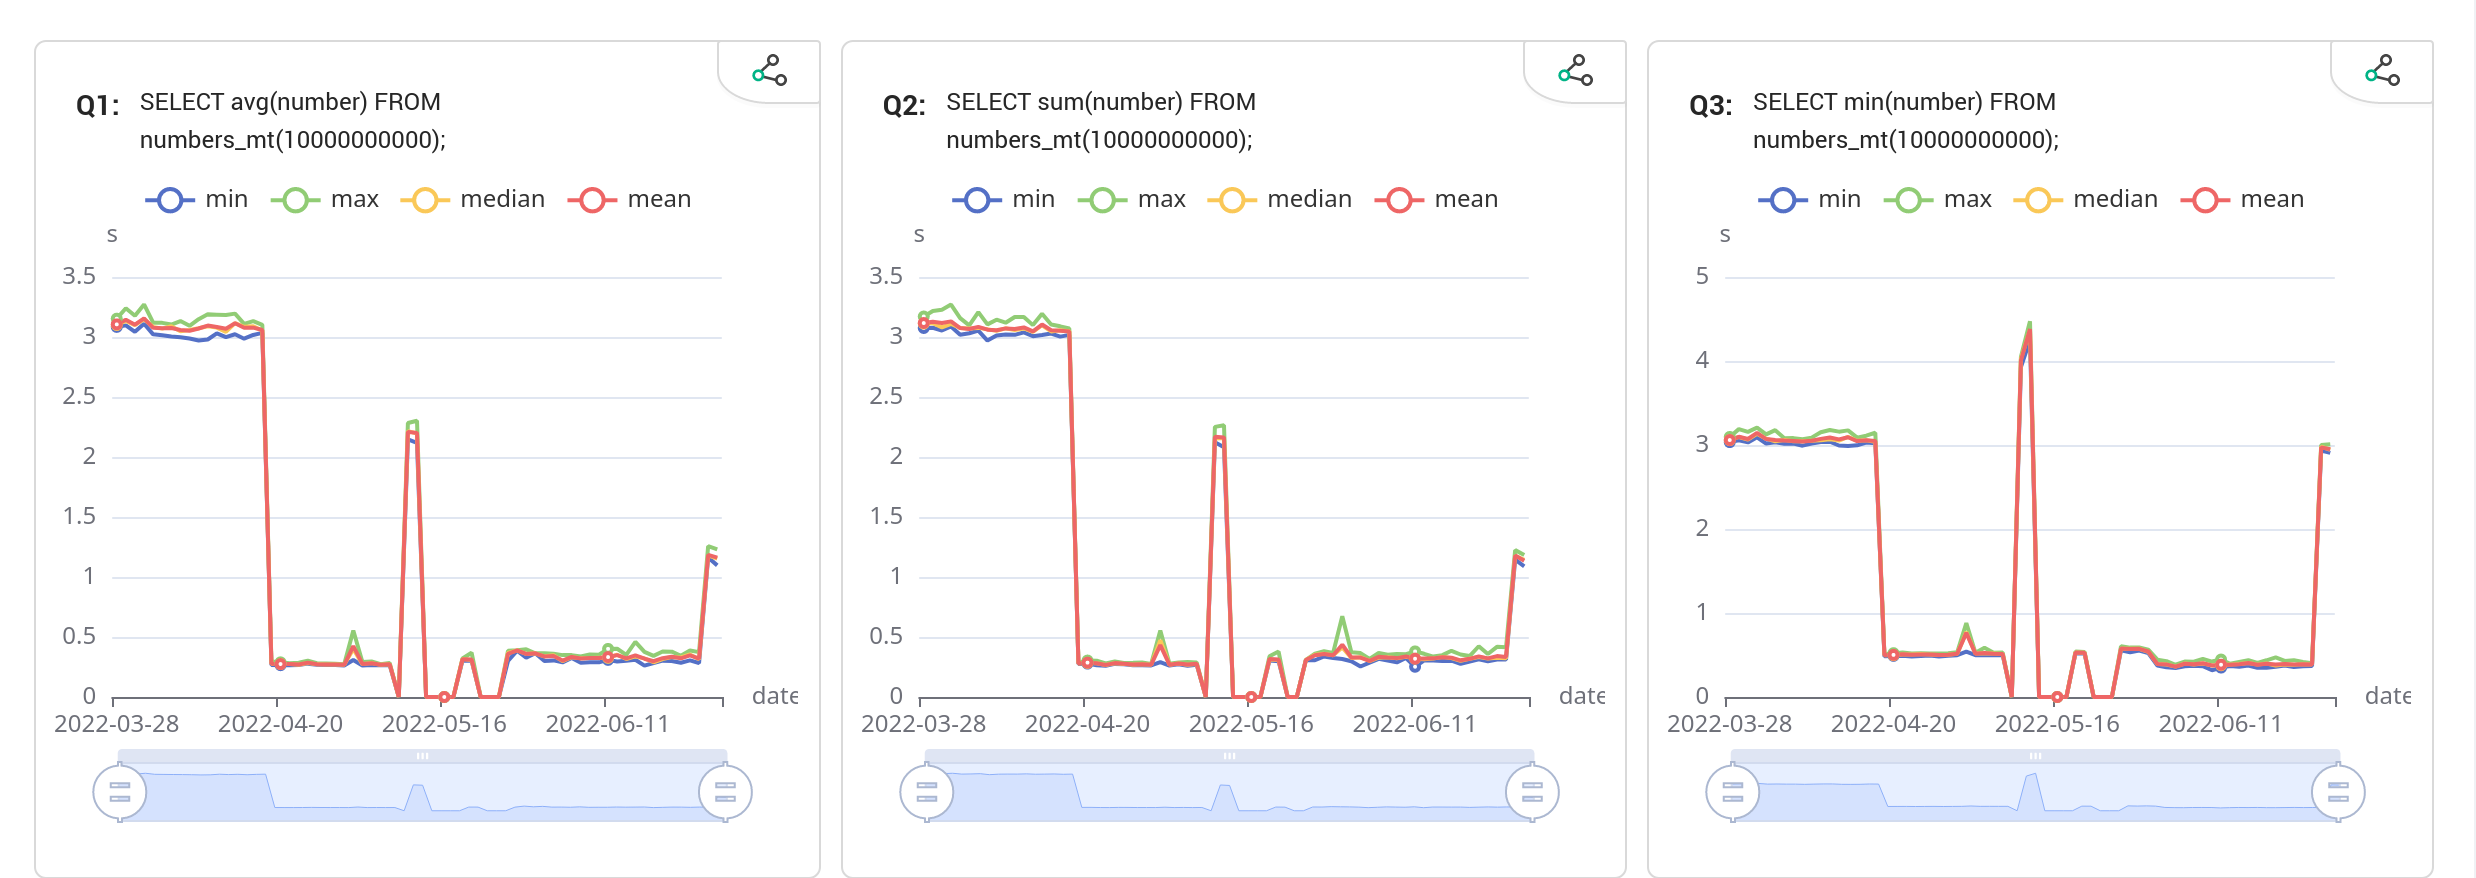 Q1: SELECT avg(number) FROM
numbers_mt(10000000000);
min max median mean
s
3.5
3
2.5
2
1.5
1
0.5
0
date
2022-03-28 2022-04-20 2022-05-16 2022-06-11
Q2: SELECT sum(number) FROM
numbers_mt(10000000000);
min max median mean
s
3.5
3
2.5
2
1.5
1
0.5
0
date
2022-03-28 2022-04-20 2022-05-16 2022-06-11
Q3: SELECT min(number) FROM
numbers_mt(10000000000);
min max median mean
s
5
4
3
2
1
0
date
2022-03-28 2022-04-20 2022-05-16 2022-06-11